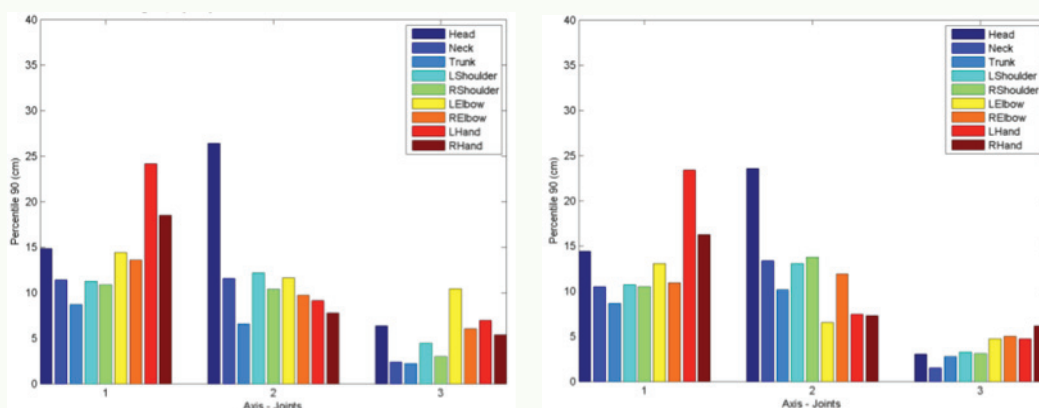 40
35
30
25
20
15
10
5
0
Percentile 90 (cm)
1
2
3
Axis - Joints
Head
Neck
Trunk
LShoulder
RShoulder
LElbow
RElbow
LHand
RHand
40
35
30
25
20
15
10
5
0
Percentile 90 (cm)
1
2
3
Axis - Joints
Head
Neck
Trunk
LShoulder
RShoulder
LElbow
RElbow
LHand
RHand